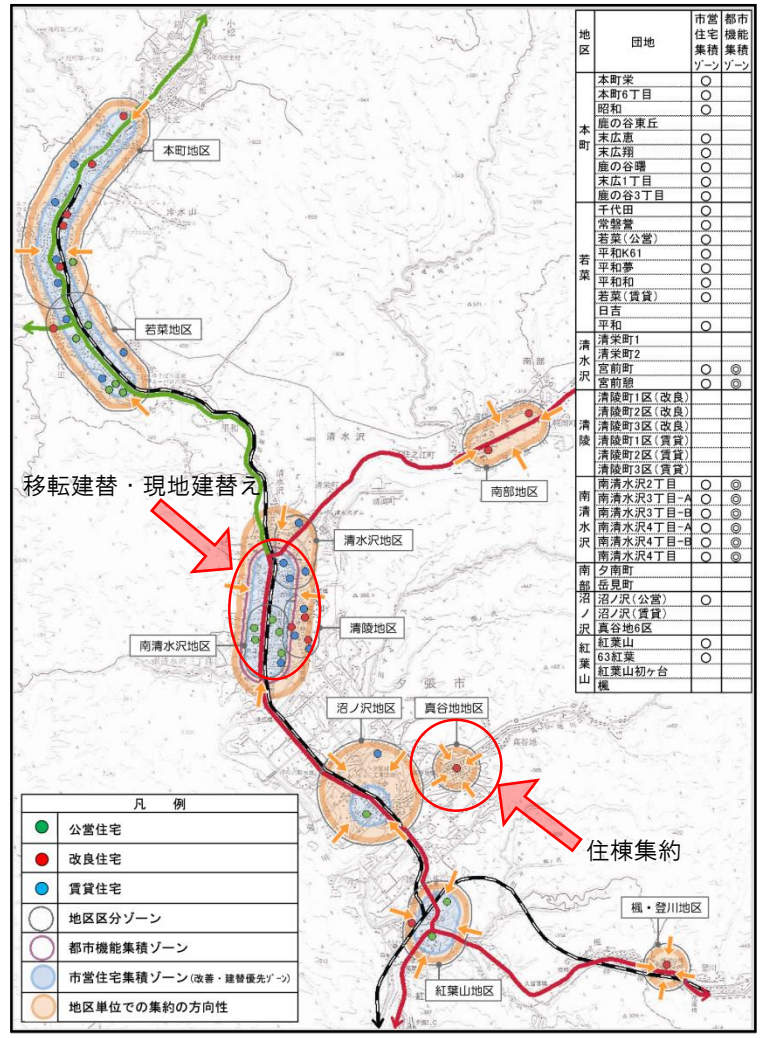 地区 団地 市営住宅集積ゾーン 都市機能集積ゾーン
本町 本町栄 ○
本町6丁目 ○
昭和 ○
鹿の谷東丘
末広恵 ○
末広翔 ○
鹿の谷曙 ○
末広1丁目 ○
鹿の谷3丁目 ○
若菜 千代田 ○
常磐誉 ○
若菜(公営) ○
平和K61 ○
平和夢 ○
平和和 ○
若菜(賃貸) ○
日吉
平和 ○
清水沢 清栄町1
清栄町2
宮前町 ○ ◎
宮前憩 ○ ◎
清陵 清陵町1区(改良)
清陵町2区(改良)
清陵町3区(改良)
清陵町1区(賃貸)
清陵町2区(賃貸)
清陵町3区(賃貸)
南清水沢 南清水沢2丁目 ○ ◎
南清水沢3丁目-A ○ ◎
南清水沢3丁目-B ○ ◎
南清水沢4丁目-A ○ ◎
南清水沢4丁目-B ○ ◎
南清水沢4丁目 ○ ◎
南部 夕南町
岳見町
沼ノ沢 沼ノ沢(公営) ○
沼ノ沢(賃貸)
真谷地6区
紅葉山 紅葉山 ○
63紅葉 ○
紅葉山初ヶ台
楓
本町地区
若菜地区
南部
清水沢
南部地区
移転建替・現地建替え
清水沢地区
清陵地区
南清水沢地区
夕張市
沼ノ沢地区
真谷地地区
真谷地
住棟集約
楓・登川地区
楓
登川
紅葉山地区
凡 例
公営住宅
改良住宅
賃貸住宅
地区区分ゾーン
都市機能集積ゾーン
市営住宅集積ゾーン(改善・建替優先ゾーン)
地区単位での集約の方向性